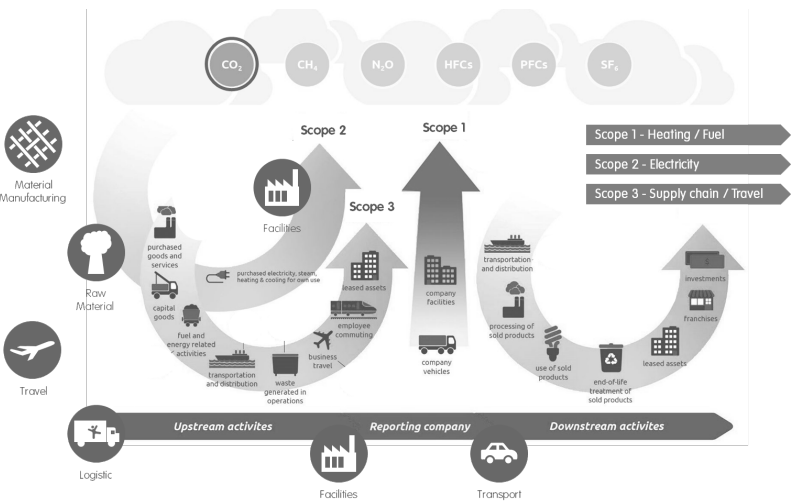 CO₂
CH₄
N₂O
HFCs
PFCs
SF₆
Scope 2
Scope 1
Scope 1 - Heating / Fuel
Scope 2 - Electricity
Scope 3 - Supply chain / Travel
Material
Manufacturing
Facilities
Scope 3
Raw
Material
purchased
goods and
services
purchased electricity, steam,
heating & cooling for own use
leased assets
company
facilities
transportation
and distribution
investments
capital
goods
employee
commuting
franchises
fuel and
energy related
activities
processing of
sold products
transportation
and distribution
waste
generated in
operations
business
travel
company
vehicles
use of sold
products
end-of-life
treatment of
sold products
leased assets
Travel
Upstream activites
Reporting company
Downstream activites
Logistic
Facilities
Transport